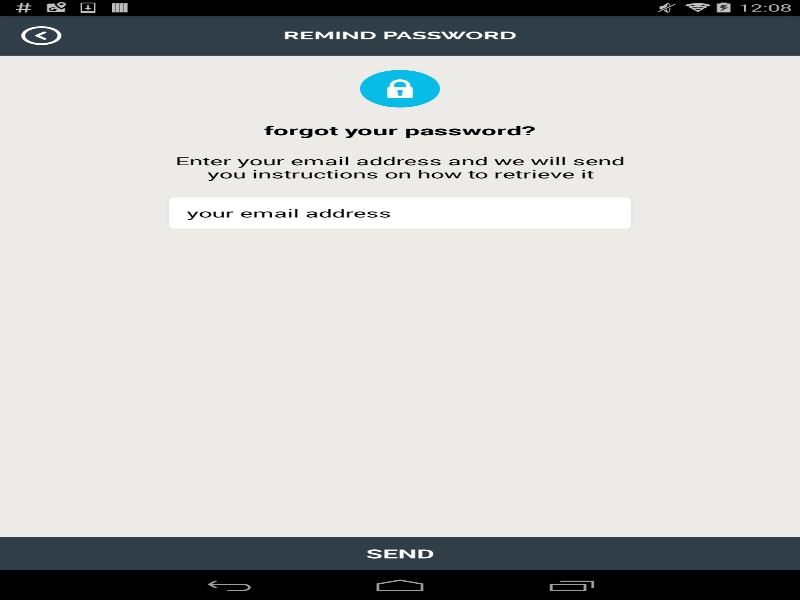 12:08
REMIND PASSWORD
forgot your password?
Enter your email address and we will send
you instructions on how to retrieve it
your email address
SEND